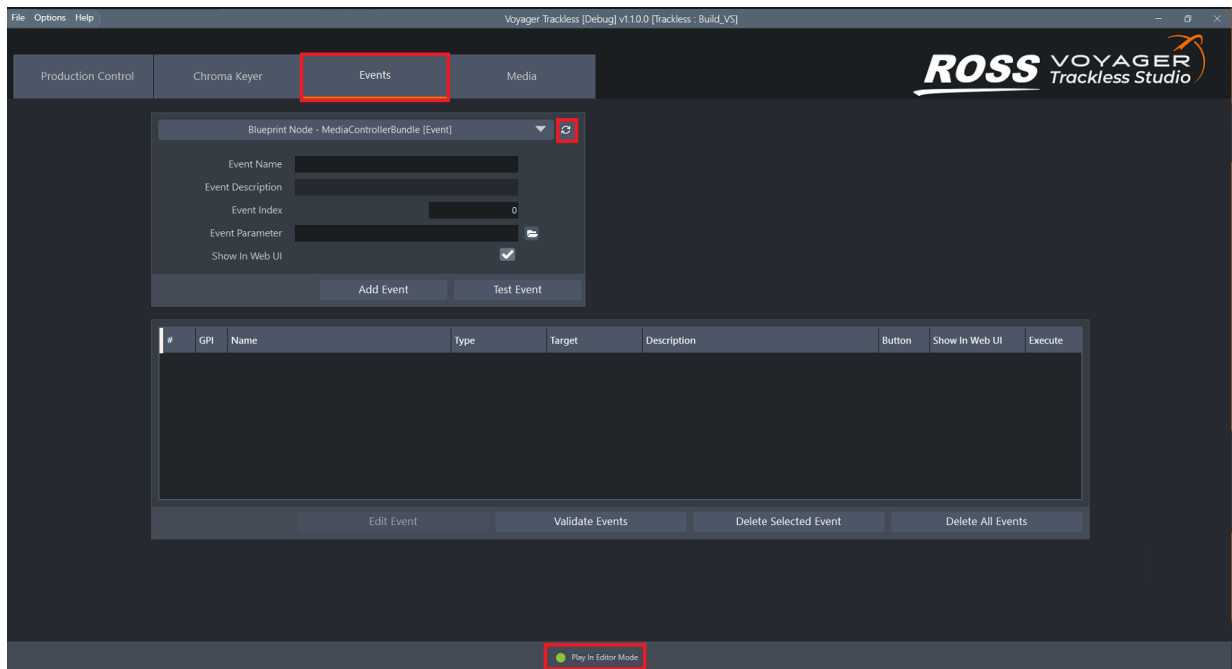 File Options Help
Voyager Trackless [Debug] v1.1.0.0 [Trackless : Build_VS]
Production Control Chroma Keyer Events Media
ROSS VOYAGER
Trackless Studio
Blueprint Node - MediaControllerBundle [Event]
Event Name
Event Description
Event Index 0
Event Parameter
Show In Web UI
Add Event Test Event
# GPI Name Type Target Description Button Show In Web UI Execute
Edit Event Validate Events Delete Selected Event Delete All Events
Play In Editor Mode